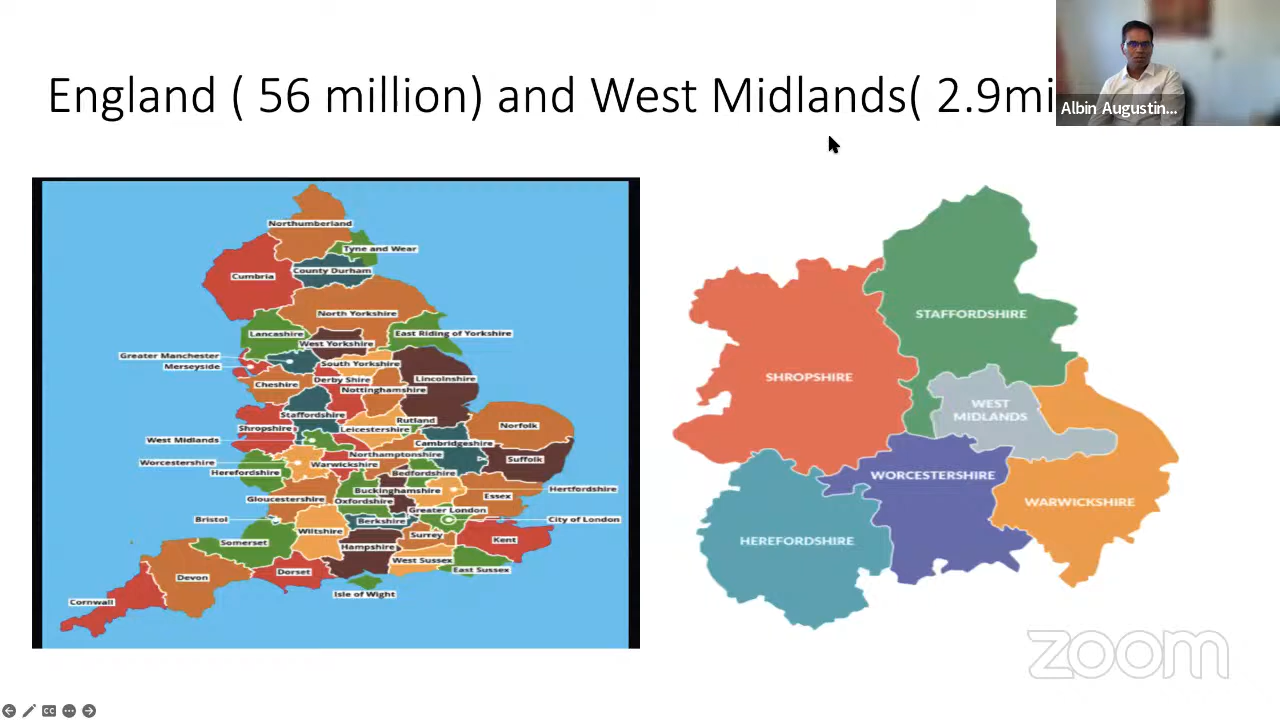 England ( 56 million) and West Midlands( 2.9mi
Albin Augustin...
Northumberland
Tyne and Wear
County Durham
Cumbria
North Yorkshire
Lancashire
East Riding of Yorkshire
West Yorkshire
Greater Manchester
Merseyside
South Yorkshire
Cheshire
Derby Shire
Lincolnshire
Nottinghamshire
Staffordshire
Rutland
Norfolk
Shropshire
Leicestershire
West Midlands
Cambridgeshire
Northamptonshire
Suffolk
Worcestershire
Warwickshire
Herefordshire
Bedfordshire
Buckinghamshire
Hertfordshire
Gloucestershire
Oxfordshire
Essex
Greater London
Bristol
Berkshire
City of London
Wiltshire
Surrey
Kent
Somerset
Hampshire
West Sussex
East Sussex
Devon
Dorset
Isle of Wight
Cornwall
STAFFORDSHIRE
SHROPSHIRE
WEST
MIDLANDS
WORCESTERSHIRE
WARWICKSHIRE
HEREFORDSHIRE
zoom
CC